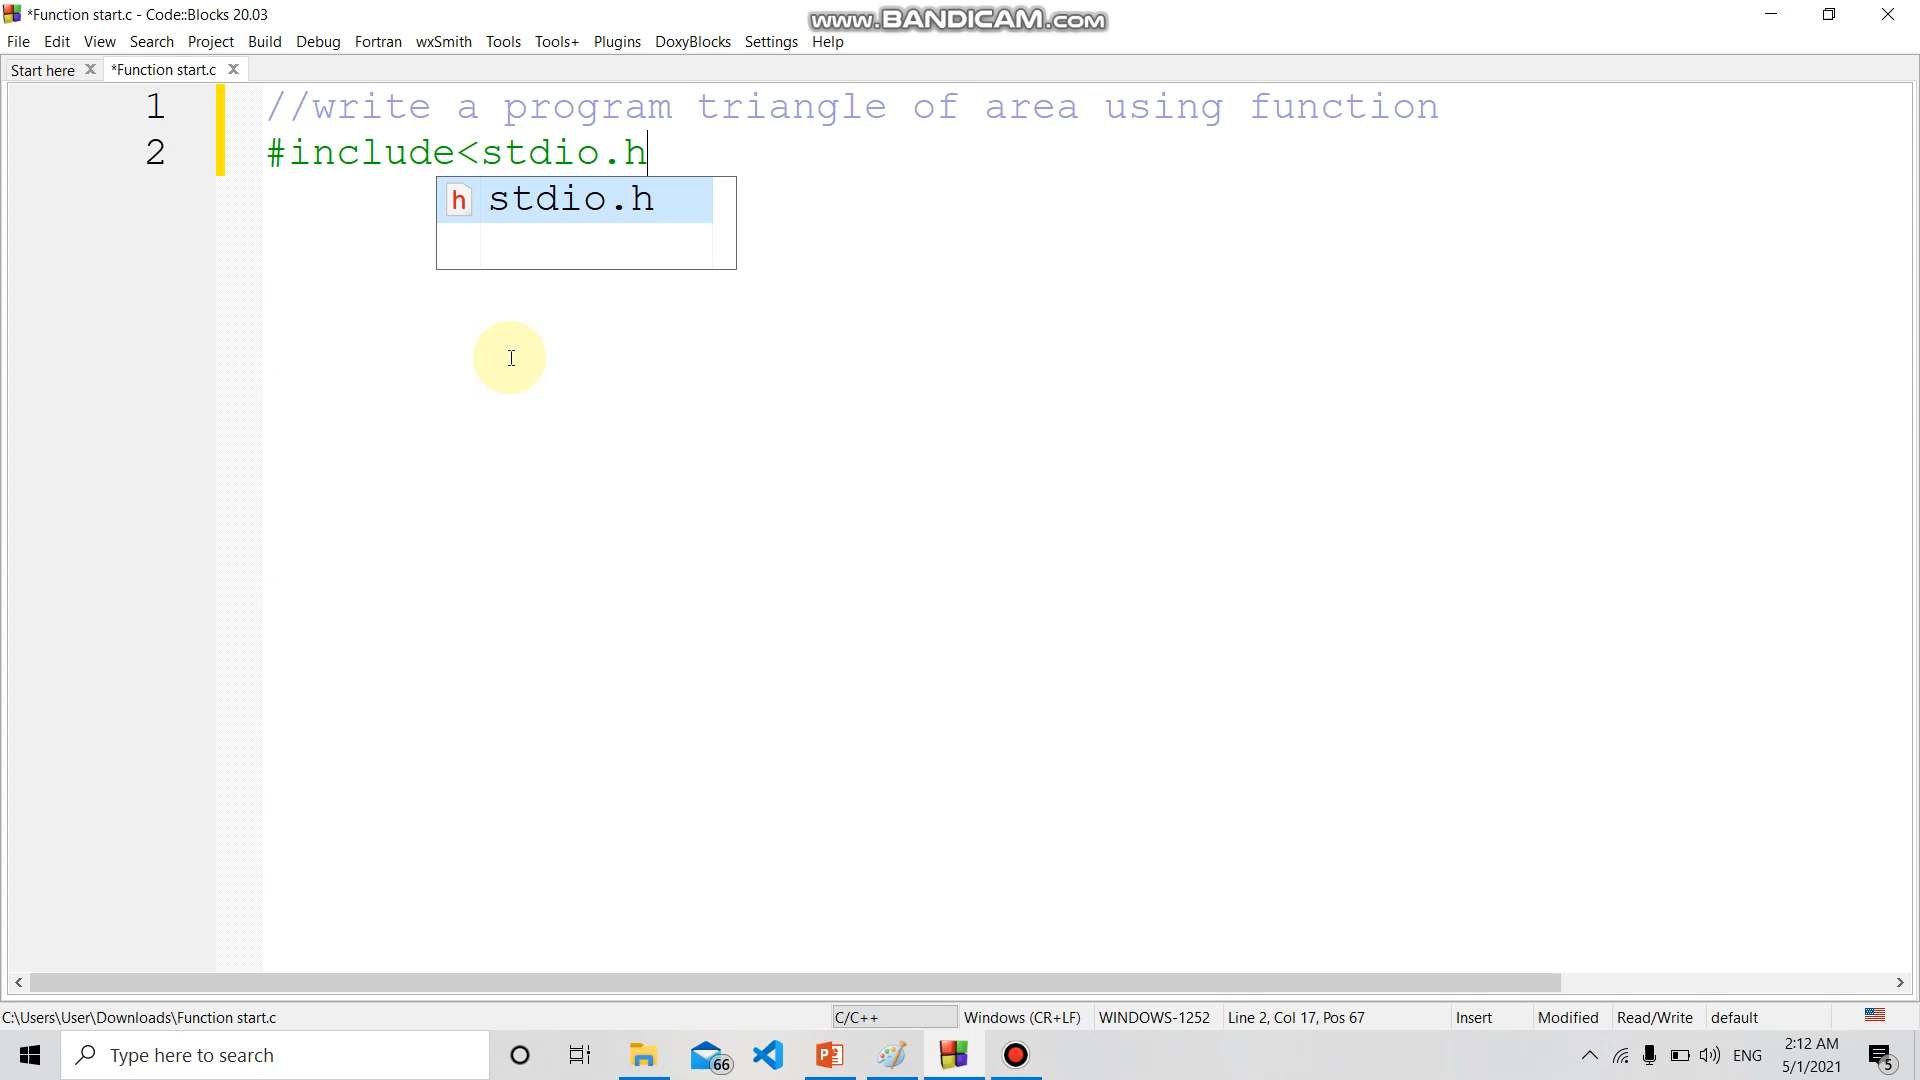 *Function start.c - Code::Blocks 20.03
www.BANDICAM.com
File Edit View Search Project Build Debug Fortran wxSmith Tools Tools+ Plugins DoxyBlocks Settings Help
Start here *Function start.c
1 //write a program triangle of area using function
2 #include<stdio.h
h stdio.h
C:\Users\User\Downloads\Function start.c C/C++ Windows (CR+LF) WINDOWS-1252 Line 2, Col 17, Pos 67 Insert Modified Read/Write default
Type here to search 66 ENG 2:12 AM
5/1/2021 5